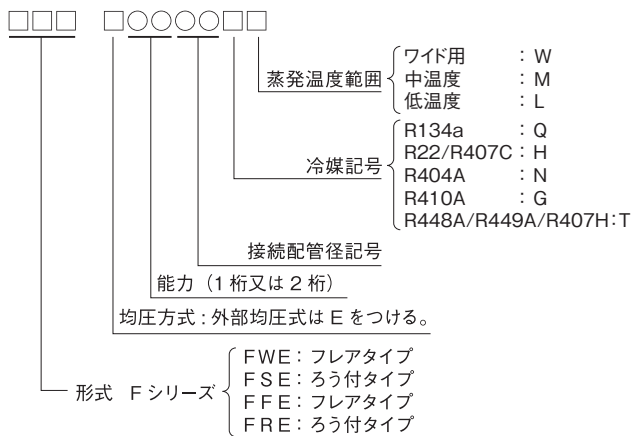 □□□ □○○○○□□
蒸発温度範囲
ワイド用 : W
中温度 : M
低温度 : L
冷媒記号
R134a : Q
R22/R407C : H
R404A : N
R410A : G
R448A/R449A/R407H:T
接続配管径記号
能力（1 桁又は 2 桁）
均圧方式 : 外部均圧式は E をつける。
形式 F シリーズ
FWE : フレアタイプ
FSE : ろう付タイプ
FFE : フレアタイプ
FRE : ろう付タイプ